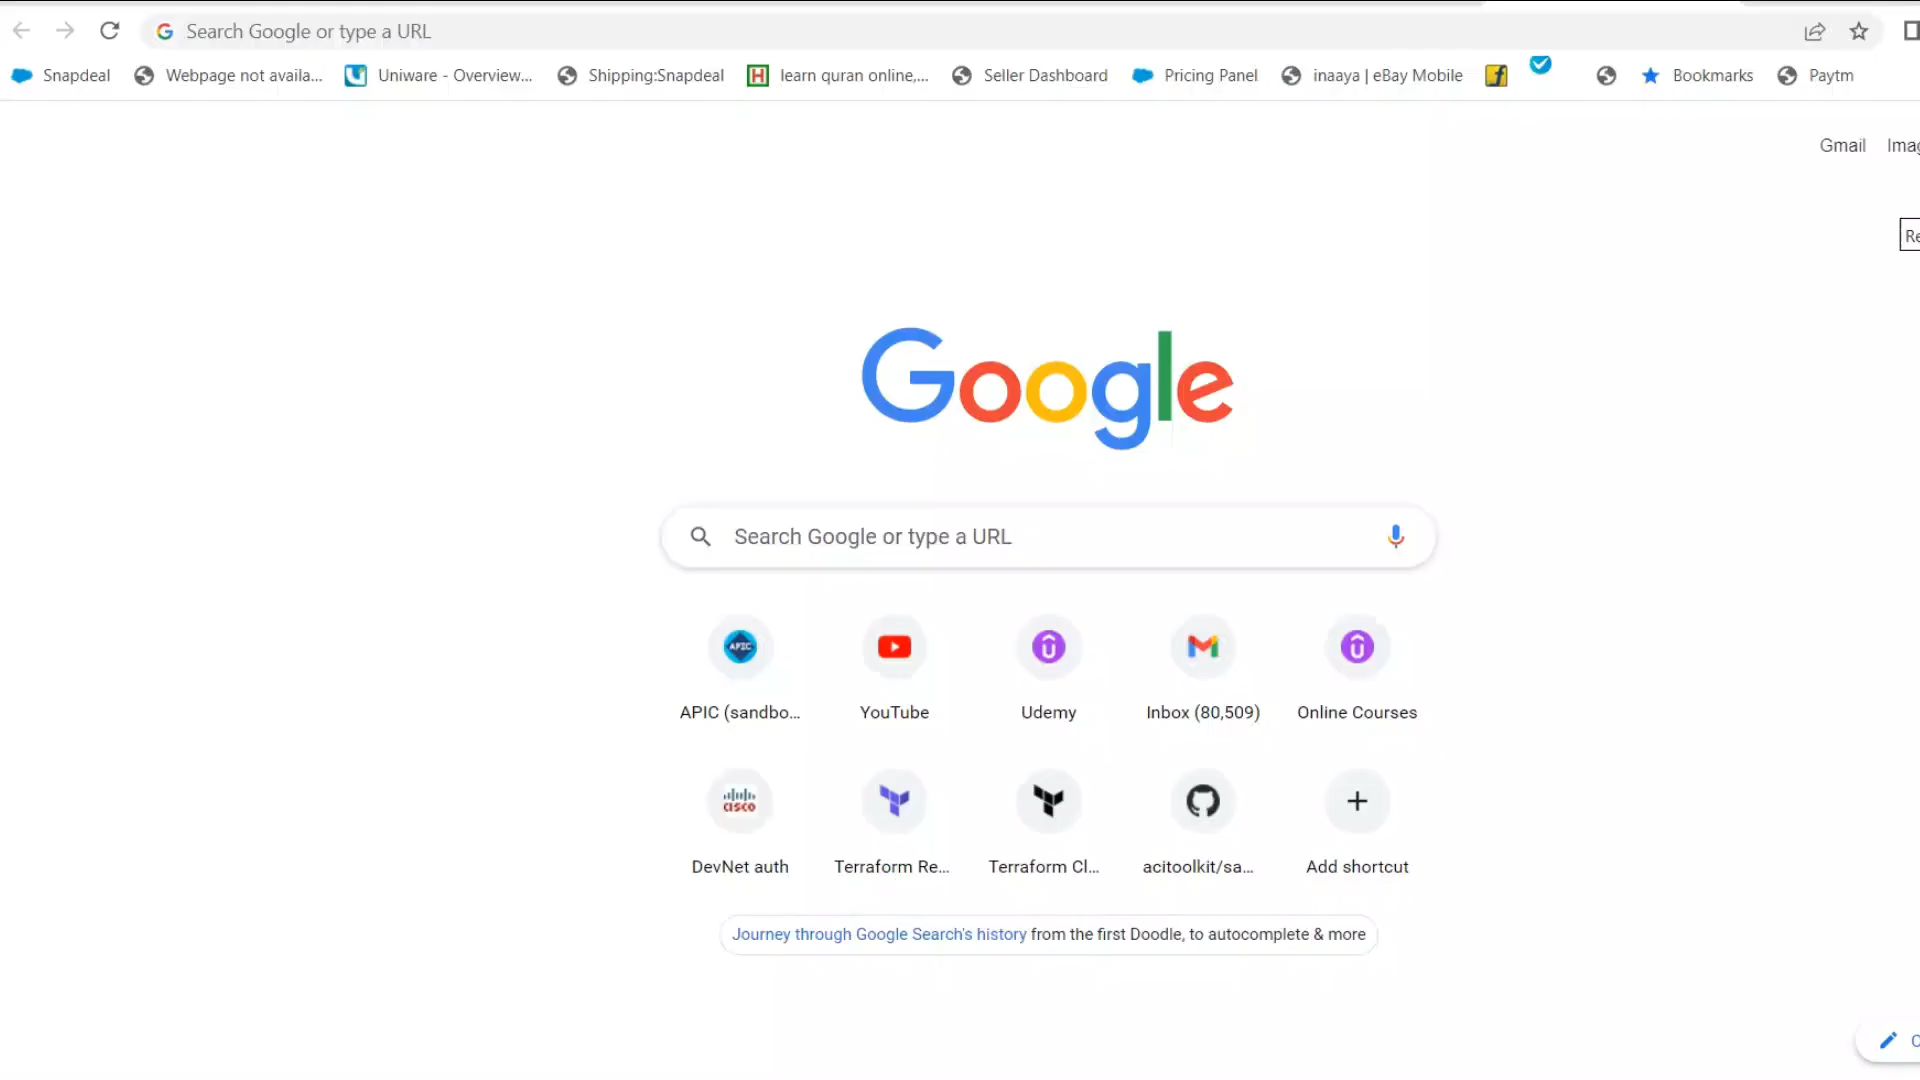 Search Google or type a URL
Snapdeal Webpage not availa... Uniware - Overview... Shipping:Snapdeal learn quran online,... Seller Dashboard Pricing Panel inaaya | eBay Mobile Bookmarks Paytm
Gmail Imag
Re
Google
Search Google or type a URL
APIC (sandbo... YouTube Udemy Inbox (80,509) Online Courses
DevNet auth Terraform Re... Terraform Cl... acitoolkit/sa... Add shortcut
Journey through Google Search's history from the first Doodle, to autocomplete & more